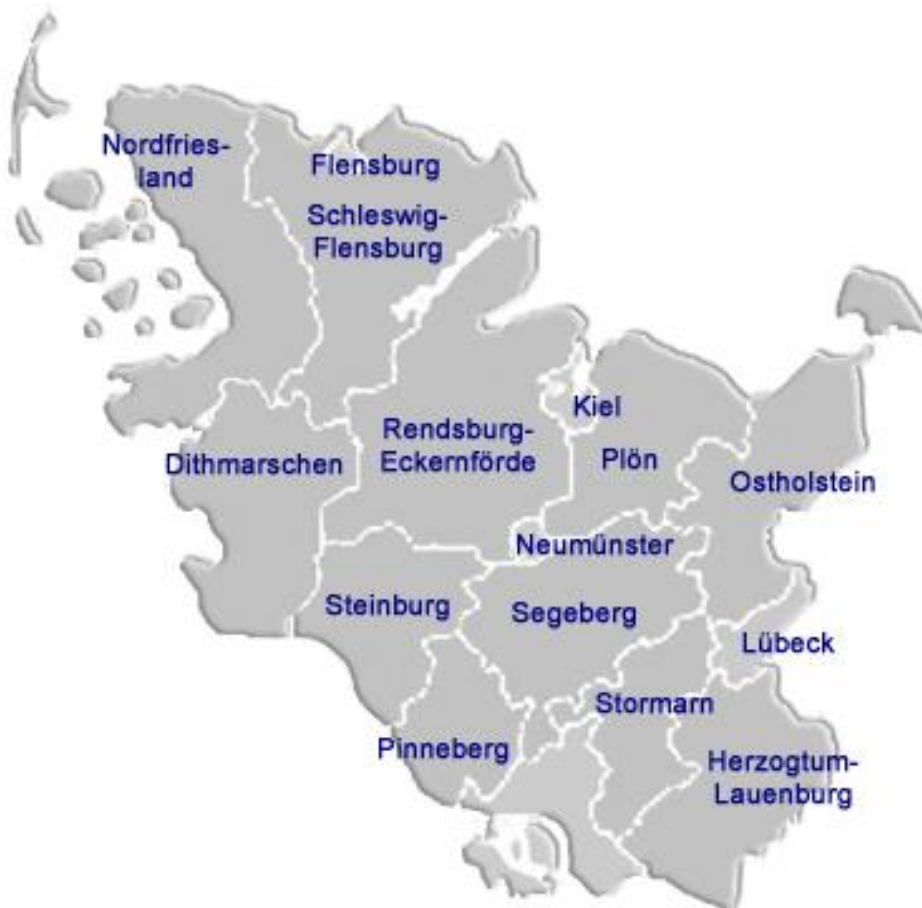 Nordfries-
land
Flensburg
Schleswig-
Flensburg
Kiel
Rendsburg-
Eckernförde
Plön
Dithmarschen
Ostholstein
Neumünster
Steinburg
Segeberg
Lübeck
Stormarn
Pinneberg
Herzogtum-
Lauenburg